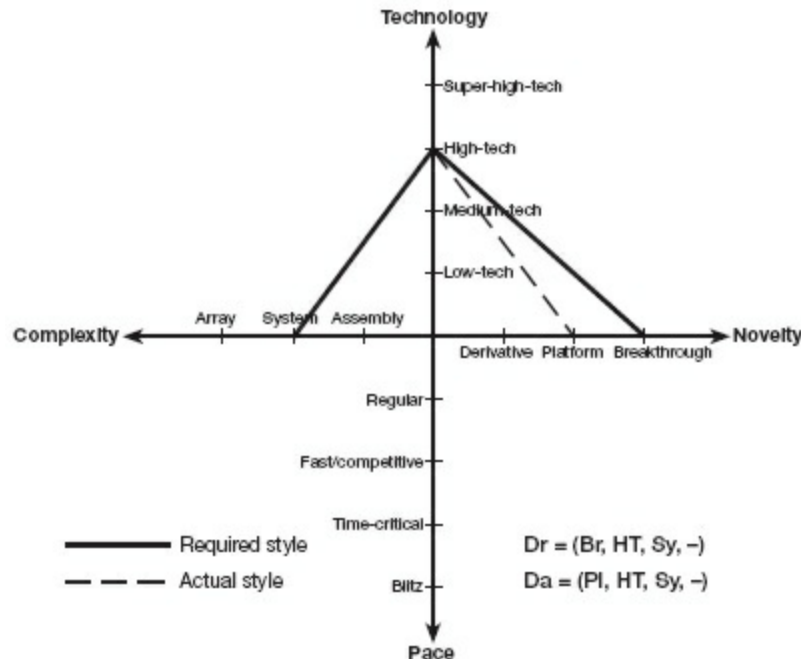 Technology
Super-high-tech
High-tech
Medium-tech
Low-tech
Array System Assembly
Complexity Novelty
Derivative Platform Breakthrough
Regular
Fast/competitive
Time-critical
Required style Dr = (Br, HT, Sy, –)
Actual style Da = (Pl, HT, Sy, –)
Blitz
Pace